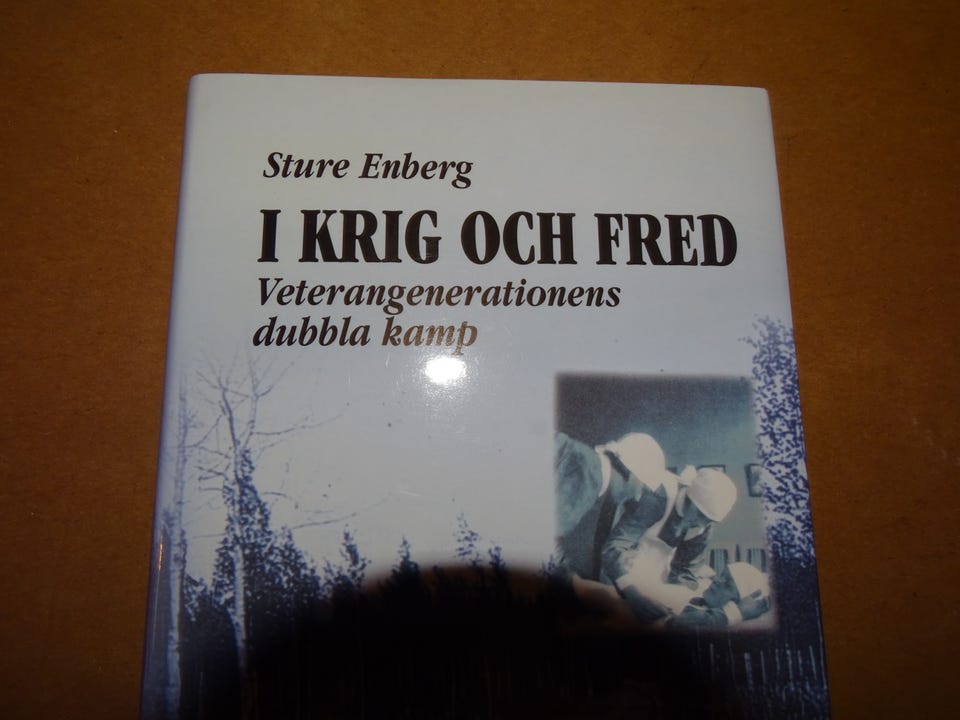 Sture Enberg
I KRIG OCH FRED
Veterangenerationens
dubbla kamp